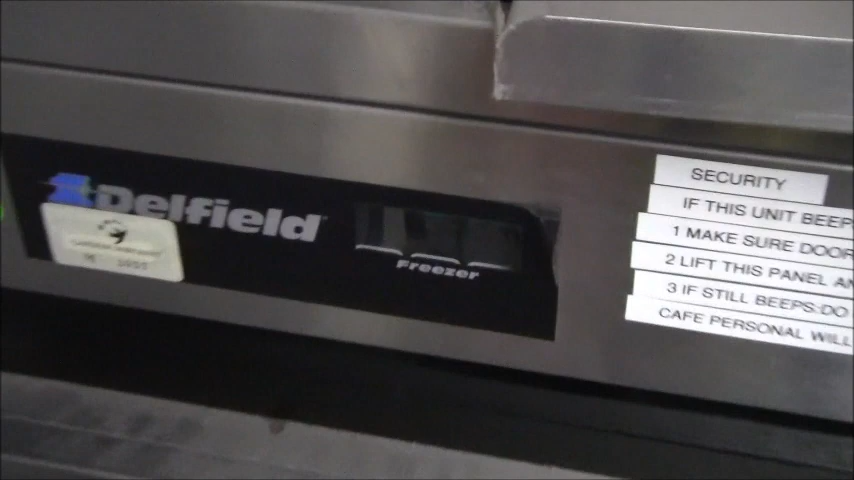 Delfield
Freezer
SECURITY
IF THIS UNIT BEEP
1 MAKE SURE DOOR
2 LIFT THIS PANEL AN
3 IF STILL BEEPS:DO
CAFE PERSONAL WILL